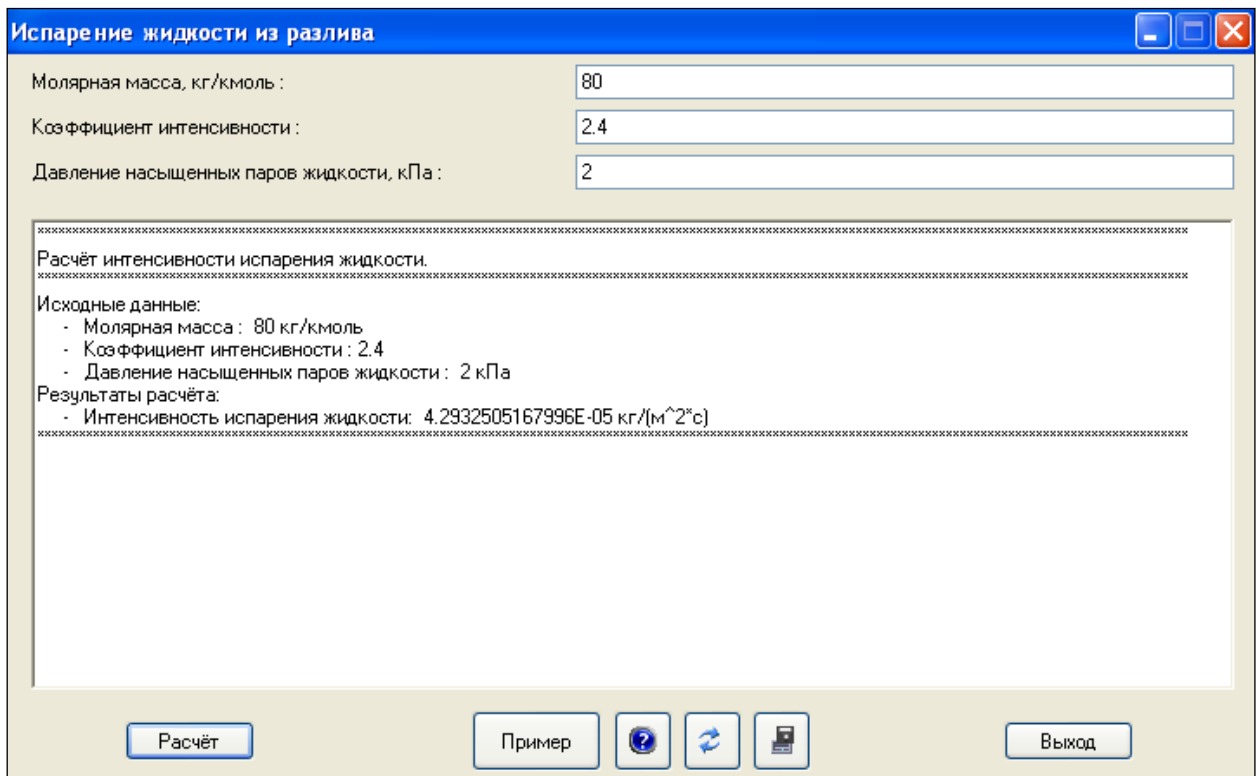 Испарение жидкости из разлива
Молярная масса, кг/кмоль : 80
Коэффициент интенсивности : 2.4
Давление насыщенных паров жидкости, кПа : 2
Расчёт интенсивности испарения жидкости.
Исходные данные:
- Молярная масса : 80 кг/кмоль
- Коэффициент интенсивности : 2.4
- Давление насыщенных паров жидкости : 2 кПа
Результаты расчёта:
- Интенсивность испарения жидкости: 4.2932505167996E-05 кг/(м^2*с)
Расчёт Пример Выход